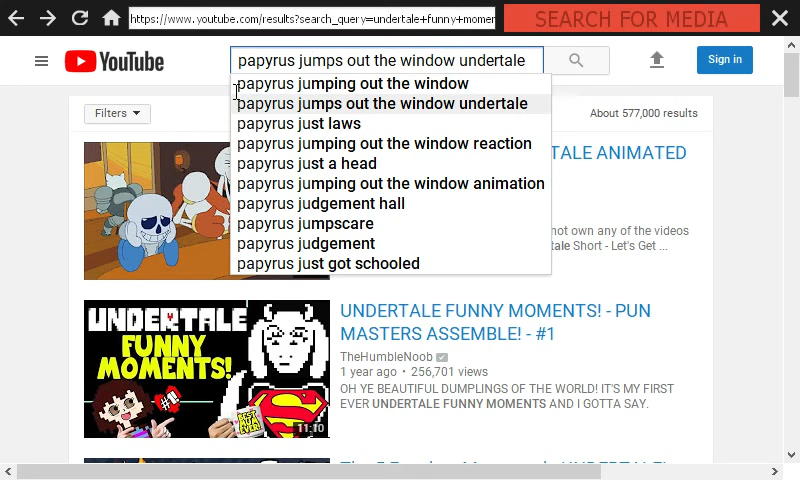 https://www.youtube.com/results?search_query=undertale+funny+momen
SEARCH FOR MEDIA
YouTube
papyrus jumps out the window undertale
Sign in
papyrus jumping out the window
papyrus jumps out the window undertale
papyrus just laws
papyrus jumping out the window reaction
papyrus just a head
papyrus jumping out the window animation
papyrus judgement hall
papyrus jumpscare
papyrus judgement
papyrus just got schooled
Filters
About 577,000 results
TALE ANIMATED
not own any of the videos
tale Short - Let's Get ...
UNDERTALE
FUNNY
MOMENTS!
#1
BEST
EVER!
11:10
UNDERTALE FUNNY MOMENTS! - PUN
MASTERS ASSEMBLE! - #1
TheHumbleNoob
1 year ago • 256,701 views
OH YE BEAUTIFUL DUMPLINGS OF THE WORLD! IT'S MY FIRST
EVER UNDERTALE FUNNY MOMENTS AND I GOTTA SAY.